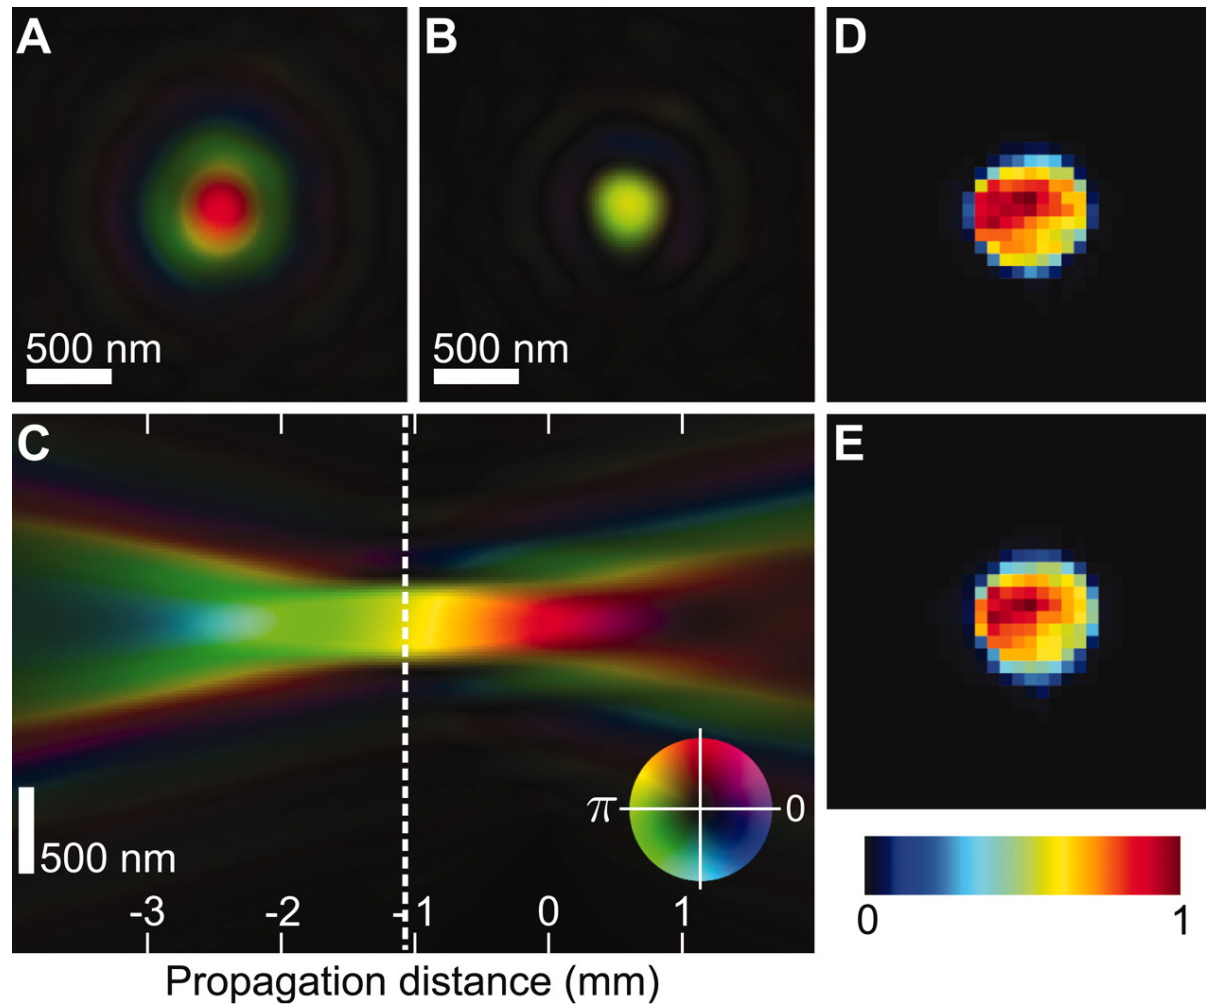 A
500 nm
B
500 nm
D
C
π 0
500 nm
-3 -2 -1 0 1
Propagation distance (mm)
E
0 1